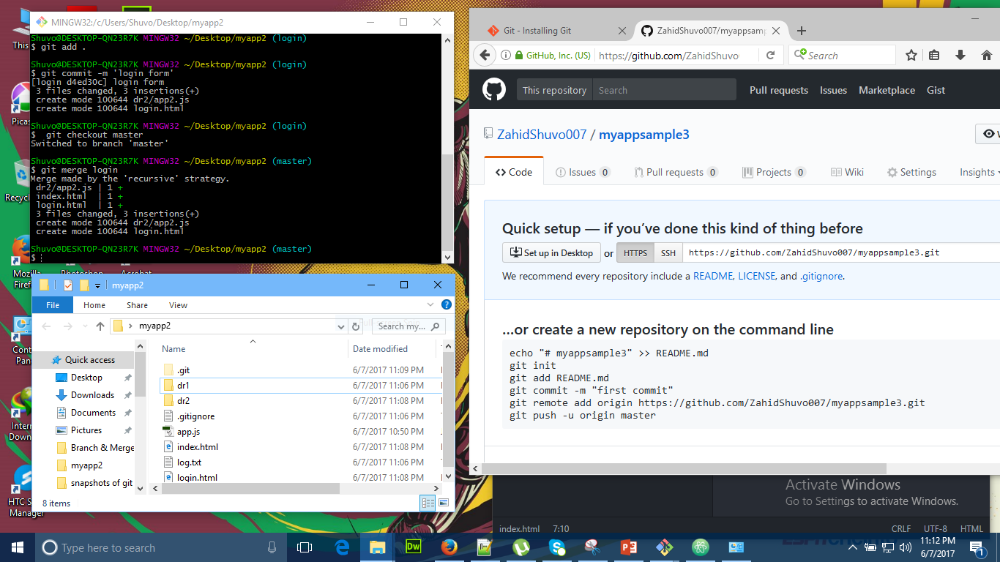 MINGW32:/c/Users/Shuvo/Desktop/myapp2
Shuvo@DESKTOP-QN23R7K MINGW32 ~/Desktop/myapp2 (login)
$ git add .
Shuvo@DESKTOP-QN23R7K MINGW32 ~/Desktop/myapp2 (login)
$ git commit -m 'login form'
[login d4ed30c] login form
3 files changed, 3 insertions(+)
create mode 100644 dr2/app2.js
create mode 100644 login.html
Shuvo@DESKTOP-QN23R7K MINGW32 ~/Desktop/myapp2 (login)
$  git checkout master
Switched to branch 'master'
Shuvo@DESKTOP-QN23R7K MINGW32 ~/Desktop/myapp2 (master)
$ git merge login
Merge made by the 'recursive' strategy.
dr2/app2.js | 1 +
index.html  | 1 +
login.html  | 1 +
3 files changed, 3 insertions(+)
create mode 100644 dr2/app2.js
create mode 100644 login.html
Shuvo@DESKTOP-QN23R7K MINGW32 ~/Desktop/myapp2 (master)
$
This
Picas
Recyc
Mozill
Firef
Cont
Pan
Intern
Down
HTC S
Manager
myapp2
File Home Share View
myapp2
Search my...
Name Date modified
Quick access
Desktop
Downloads
Documents
Pictures
Branch & Merge
myapp2
snapshots of git
.git 6/7/2017 11:09 PM
dr1 6/7/2017 11:06 PM
dr2 6/7/2017 11:08 PM
.gitignore 6/7/2017 11:06 PM
app.js 6/7/2017 10:50 PM
index.html 6/7/2017 11:08 PM
log.txt 6/7/2017 11:06 PM
login.html 6/7/2017 11:08 PM
8 items
Git - Installing Git
ZahidShuvo007/myappsamp
GitHub, Inc. (US) https://github.com/ZahidShuvo
Search
This repository Search Pull requests Issues Marketplace Gist
ZahidShuvo007 / myappsample3
Code Issues 0 Pull requests 0 Projects 0 Wiki Settings Insights
Quick setup — if you’ve done this kind of thing before
Set up in Desktop or HTTPS SSH https://github.com/ZahidShuvo007/myappsample3.git
We recommend every repository include a README, LICENSE, and .gitignore.
…or create a new repository on the command line
echo "# myappsample3" >> README.md
git init
git add README.md
git commit -m "first commit"
git remote add origin https://github.com/ZahidShuvo007/myappsample3.git
git push -u origin master
Activate Windows
Go to Settings to activate Windows.
index.html 7:10 CRLF UTF-8 HTML
Type here to search
Dw
11:12 PM
6/7/2017
1